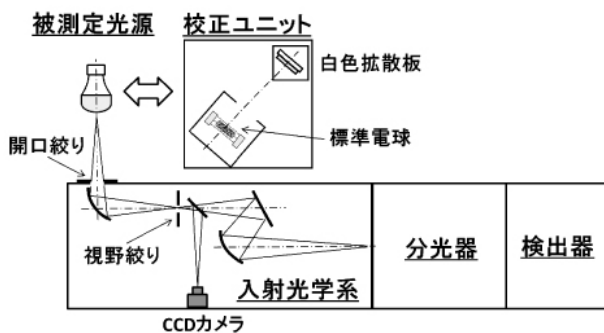 被測定光源
校正ユニット
白色拡散板
標準電球
開口絞り
視野絞り
入射光学系
分光器
検出器
CCDカメラ